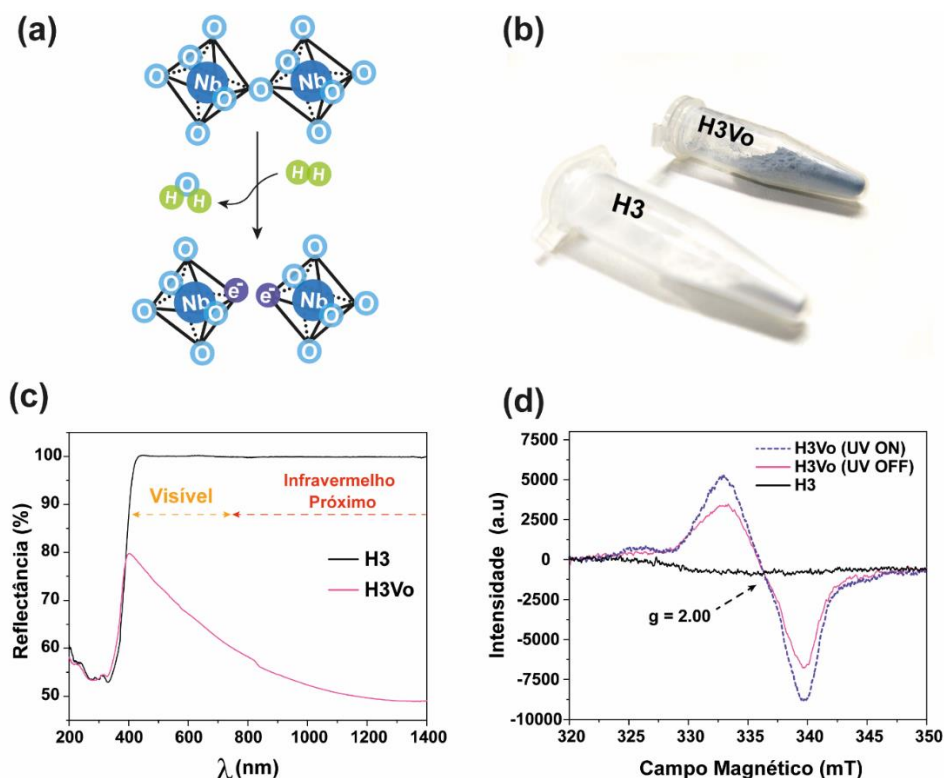 (a)
O
O
O
O
Nb
Nb
O
O
O
O
O
O
O
H H
H H
O
O
O
O
Nb
e-
e-
Nb
O
O
O
O
O
(b)
H3Vo
H3
(c)
Reflectância (%)
100
90
80
70
60
50
Visível
Infravermelho
Próximo
H3
H3Vo
200 400 600 800 1000 1200 1400
λ (nm)
(d)
Intensidade (a.u)
7500
5000
2500
0
-2500
-5000
-7500
-10000
H3Vo (UV ON)
H3Vo (UV OFF)
H3
g = 2.00
320 325 330 335 340 345 350
Campo Magnético (mT)